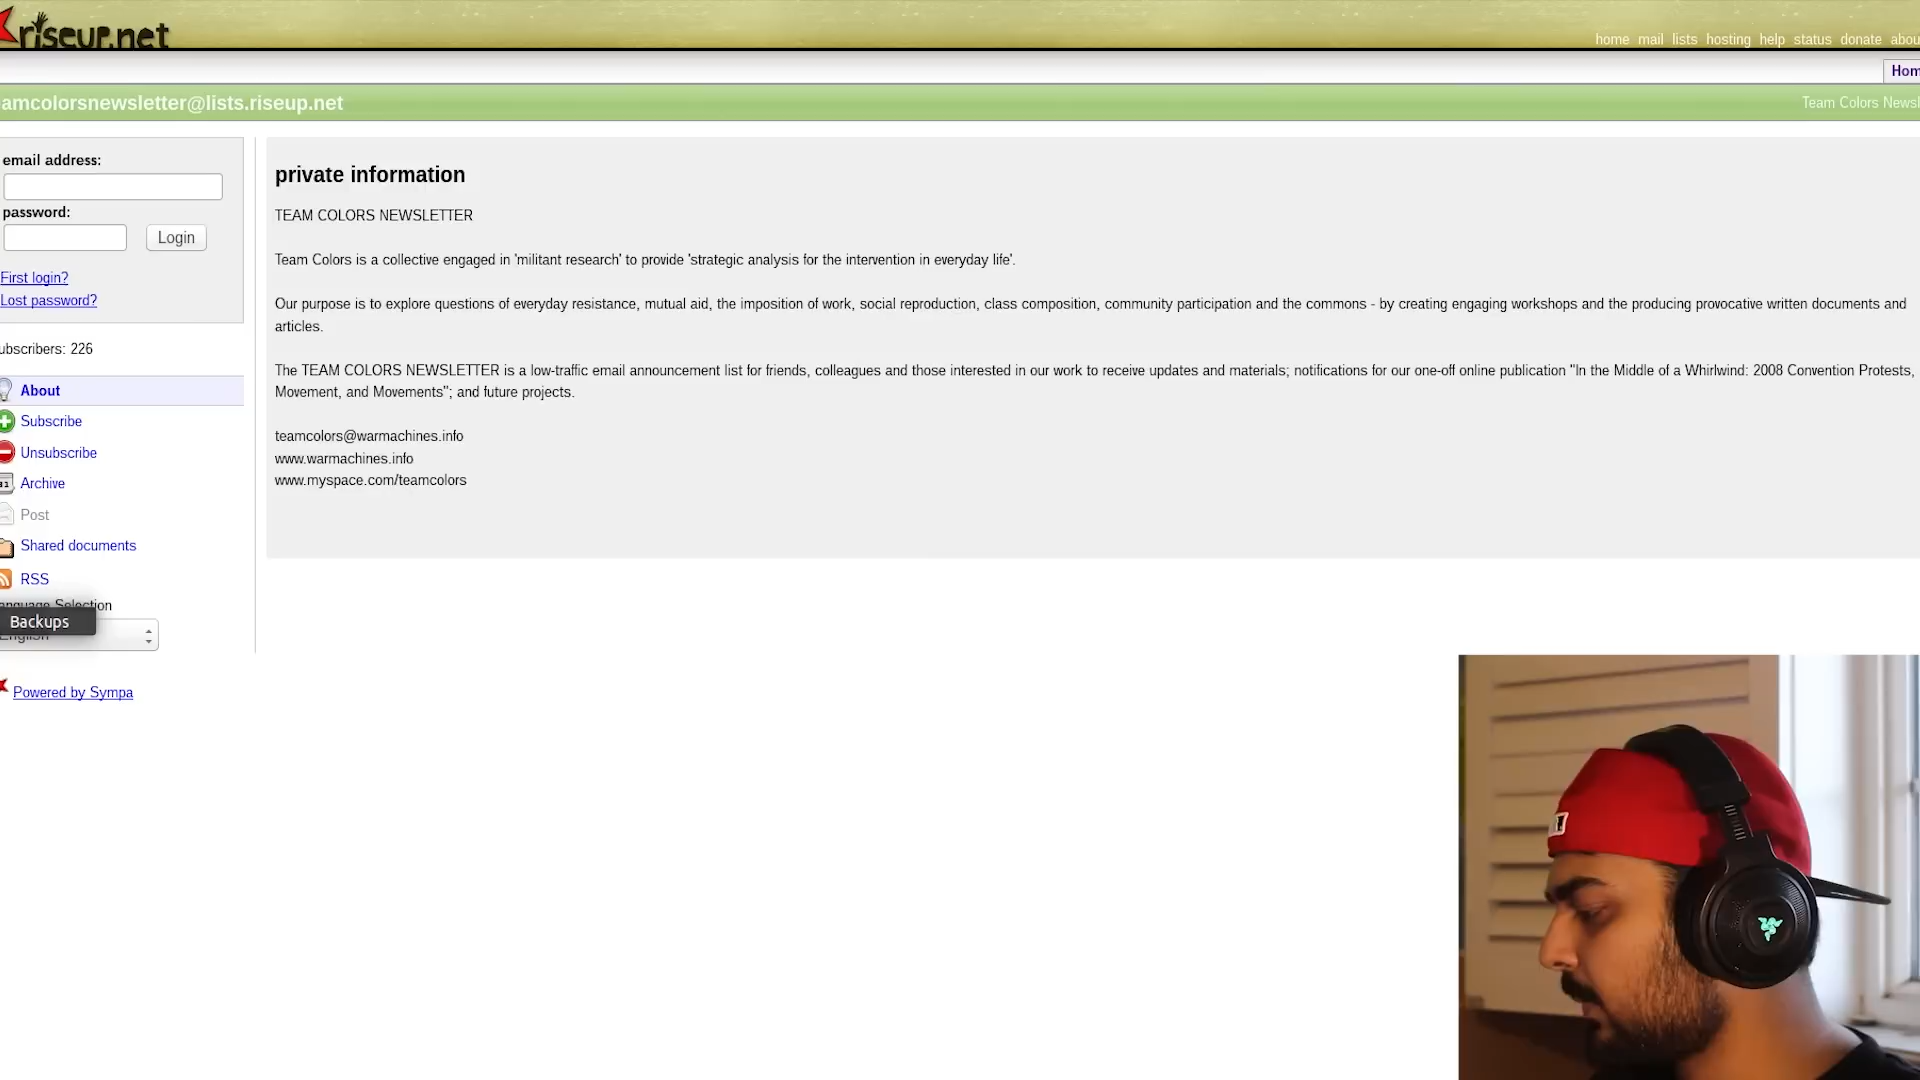 riseup.net
home mail lists hosting help status donate abou
Hom
amcolorsnewsletter@lists.riseup.net
Team Colors Newsl
email address:
password:
Login
First login?
Lost password?
ubscribers: 226
About
Subscribe
Unsubscribe
Archive
Post
Shared documents
RSS
anguage Selection
Backups
English
Powered by Sympa
private information
TEAM COLORS NEWSLETTER
Team Colors is a collective engaged in 'militant research' to provide 'strategic analysis for the intervention in everyday life'.
Our purpose is to explore questions of everyday resistance, mutual aid, the imposition of work, social reproduction, class composition, community participation and the commons - by creating engaging workshops and the producing provocative written documents and
articles.
The TEAM COLORS NEWSLETTER is a low-traffic email announcement list for friends, colleagues and those interested in our work to receive updates and materials; notifications for our one-off online publication "In the Middle of a Whirlwind: 2008 Convention Protests,
Movement, and Movements"; and future projects.
teamcolors@warmachines.info
www.warmachines.info
www.myspace.com/teamcolors